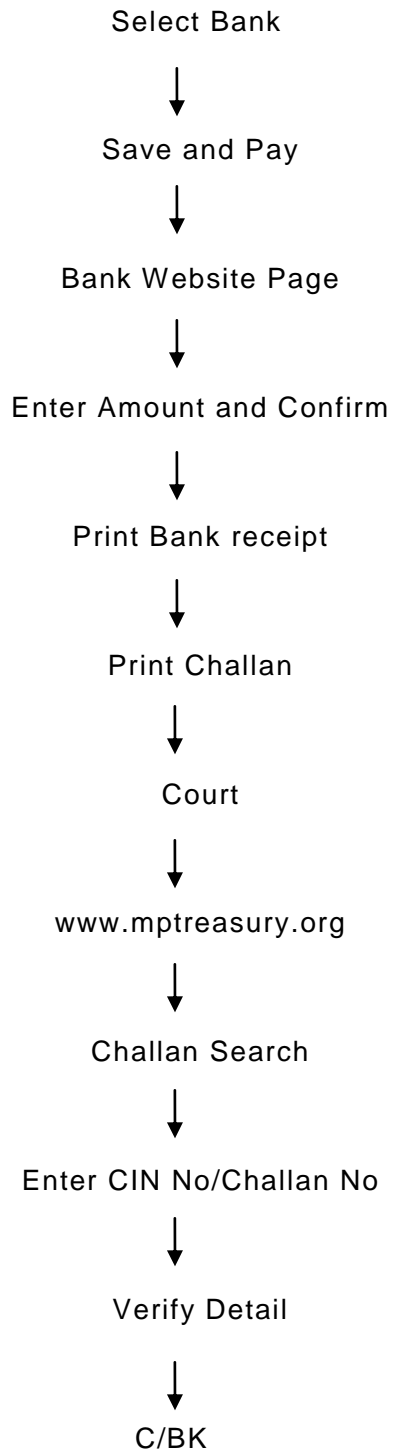 Select Bank
Save and Pay
Bank Website Page
Enter Amount and Confirm
Print Bank receipt
Print Challan
Court
www.mptreasury.org
Challan Search
Enter CIN No/Challan No
Verify Detail
C/BK